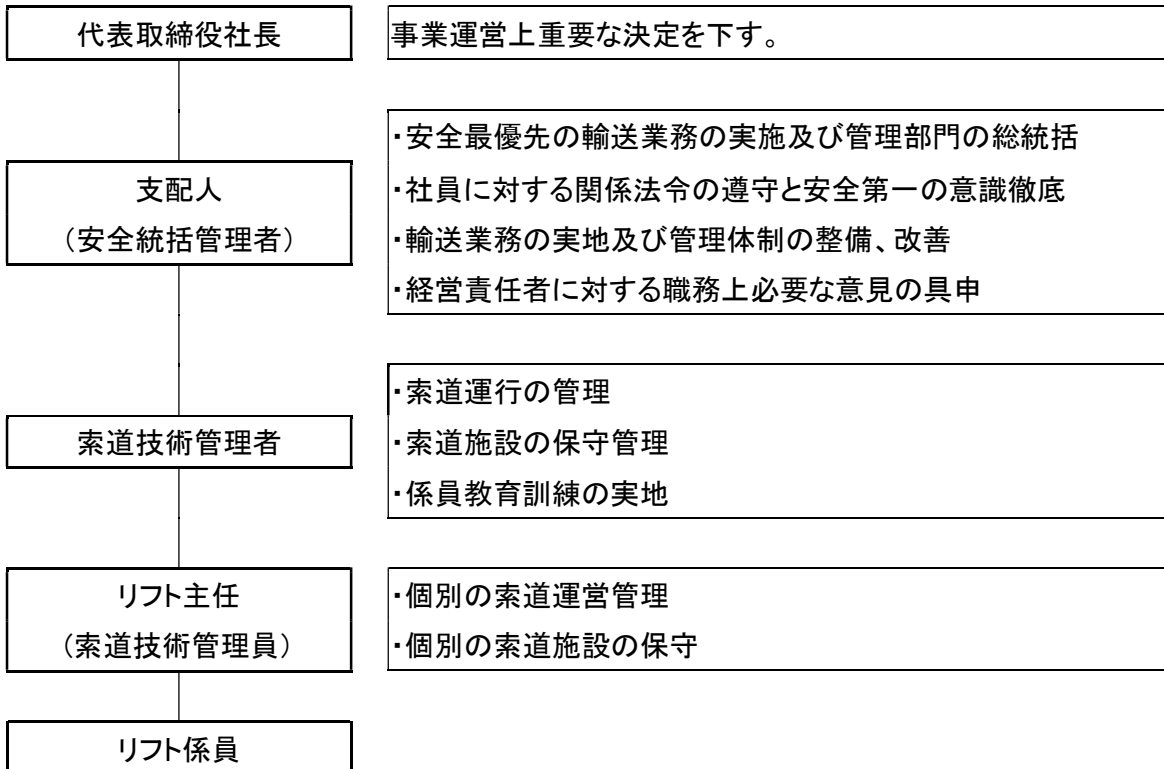 代表取締役社長
事業運営上重要な決定を下す。
支配人
（安全統括管理者）
・安全最優先の輸送業務の実施及び管理部門の総統括
・社員に対する関係法令の遵守と安全第一の意識徹底
・輸送業務の実地及び管理体制の整備、改善
・経営責任者に対する職務上必要な意見の具申
索道技術管理者
・索道運行の管理
・索道施設の保守管理
・係員教育訓練の実地
リフト主任
（索道技術管理員）
・個別の索道運営管理
・個別の索道施設の保守
リフト係員